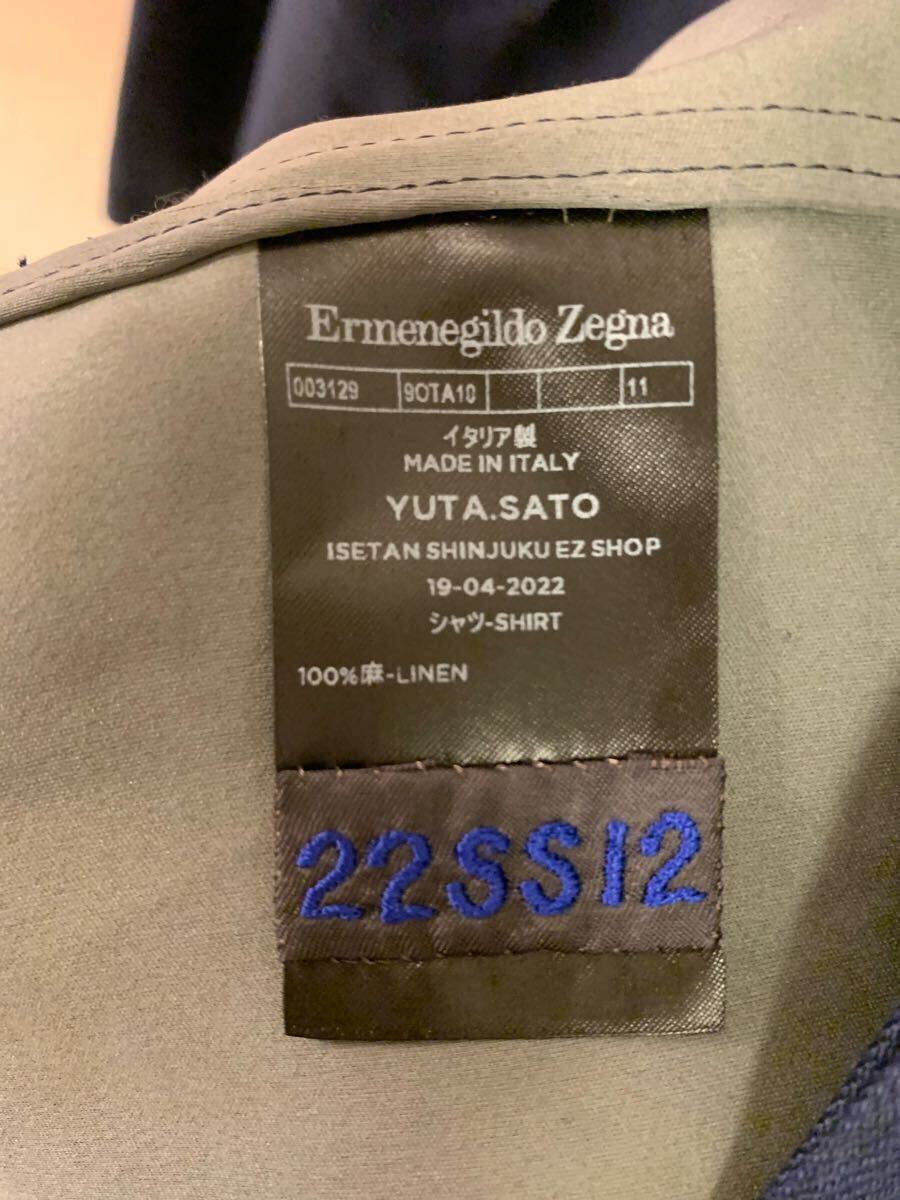 Ermenegildo Zegna
003129 9OTA10 11
イタリア製
MADE IN ITALY
YUTA.SATO
ISETAN SHINJUKU EZ SHOP
19-04-2022
シャツ-SHIRT
100%麻-LINEN
22SS12